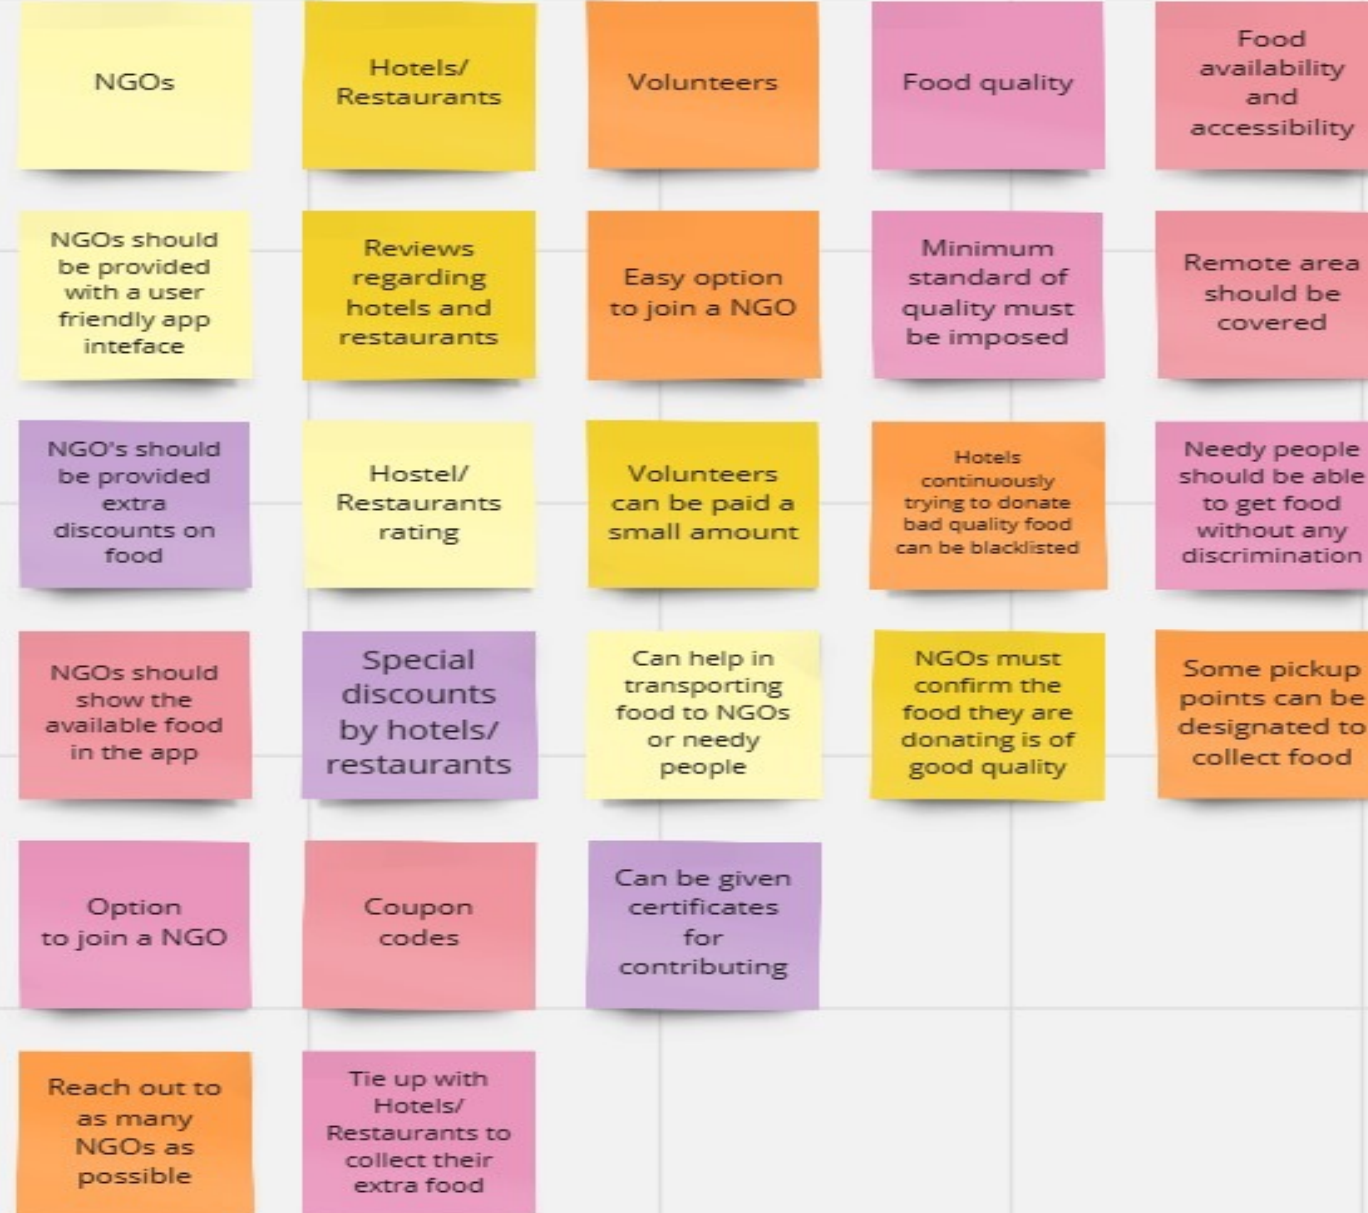 NGOs
Hotels/
Restaurants
Volunteers
Food quality
Food
availability
and
accessibility
NGOs should
be provided
with a user
friendly app
inteface
Reviews
regarding
hotels and
restaurants
Easy option
to join a NGO
Minimum
standard of
quality must
be imposed
Remote area
should be
covered
NGO's should
be provided
extra
discounts on
food
Hostel/
Restaurants
rating
Volunteers
can be paid a
small amount
Hotels
continuously
trying to donate
bad quality food
can be blacklisted
Needy people
should be able
to get food
without any
discrimination
NGOs should
show the
available food
in the app
Special
discounts
by hotels/
restaurants
Can help in
transporting
food to NGOs
or needy
people
NGOs must
confirm the
food they are
donating is of
good quality
Some pickup
points can be
designated to
collect food
Option
to join a NGO
Coupon
codes
Can be given
certificates
for
contributing
Reach out to
as many
NGOs as
possible
Tie up with
Hotels/
Restaurants to
collect their
extra food